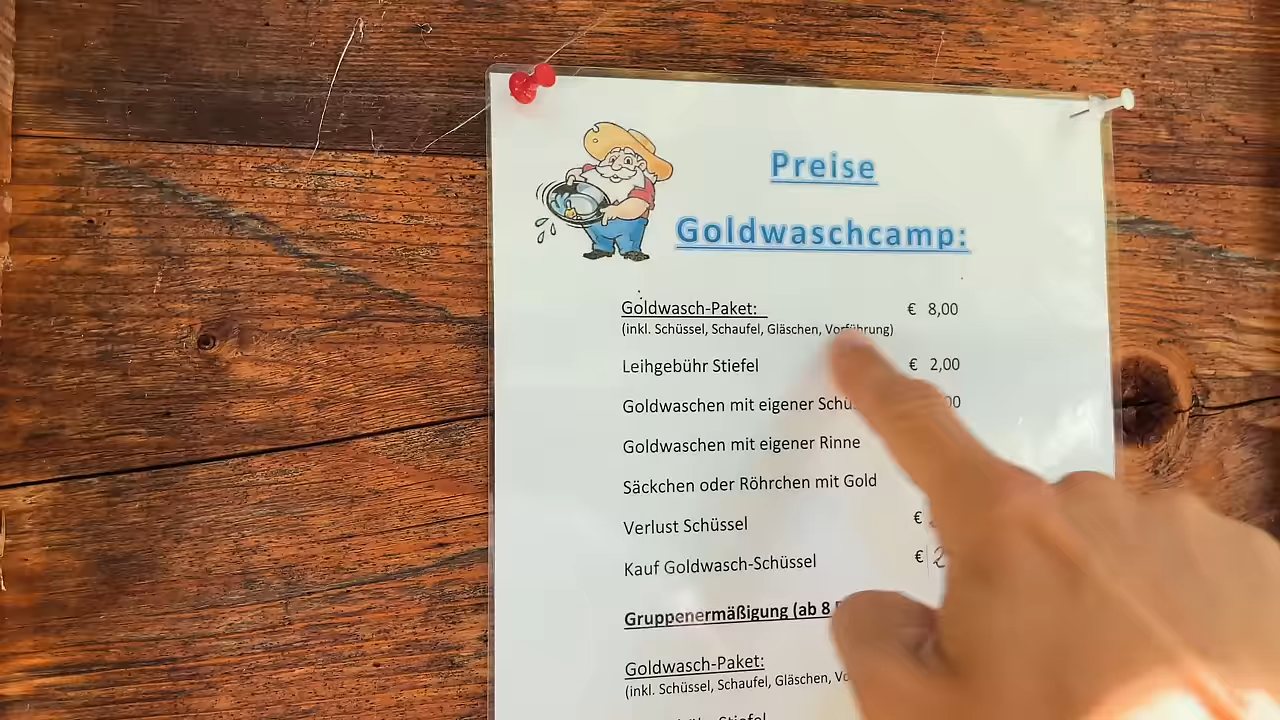 Preise
Goldwaschcamp:
Goldwasch-Paket: € 8,00
(inkl. Schüssel, Schaufel, Gläschen, Vorführung)
Leihgebühr Stiefel € 2,00
Goldwaschen mit eigener
Goldwaschen mit eigener Rinne
Säckchen oder Röhrchen mit Gold
Verlust Schüssel €
Kauf Goldwasch-Schüssel €
Gruppenermäßigung (ab 8
Goldwasch-Paket:
(inkl. Schüssel, Schaufel, Gläschen,
Stiefel